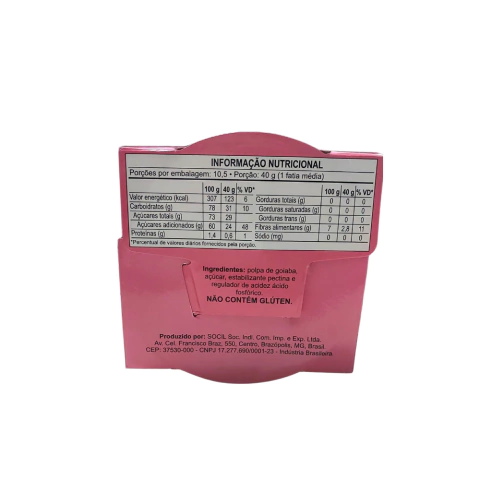 INFORMAÇÃO NUTRICIONAL
Porções por embalagem: 10,5 • Porção: 40 g (1 fatia média)
100 g 40 g % VD*
Valor energético (kcal) 307 123 6
Carboidratos (g) 78 31 10
Açúcares totais (g) 73 29
Açúcares adicionados (g) 60 24 48
Proteínas (g) 1,4 0,6 1
100 g 40 g % VD*
Gorduras totais (g) 0 0 0
Gorduras saturadas (g) 0 0 0
Gorduras trans (g) 0 0 0
Fibras alimentares (g) 7 2,8 11
Sódio (mg) 0 0 0
*Percentual de valores diários fornecidos pela porção.
Ingredientes: polpa de goiaba,
açúcar, estabilizante pectina e
regulador de acidez ácido
fosfórico.
NÃO CONTÉM GLÚTEN.
Produzido por: SOCIL Soc. Indl. Com. Imp. e Exp. Ltda.
Av. Cel. Francisco Braz, 550, Centro, Brazópolis, MG, Brasil
CEP: 37530-000 - CNPJ 17.277.990/0001-23 - Indústria Brasileira